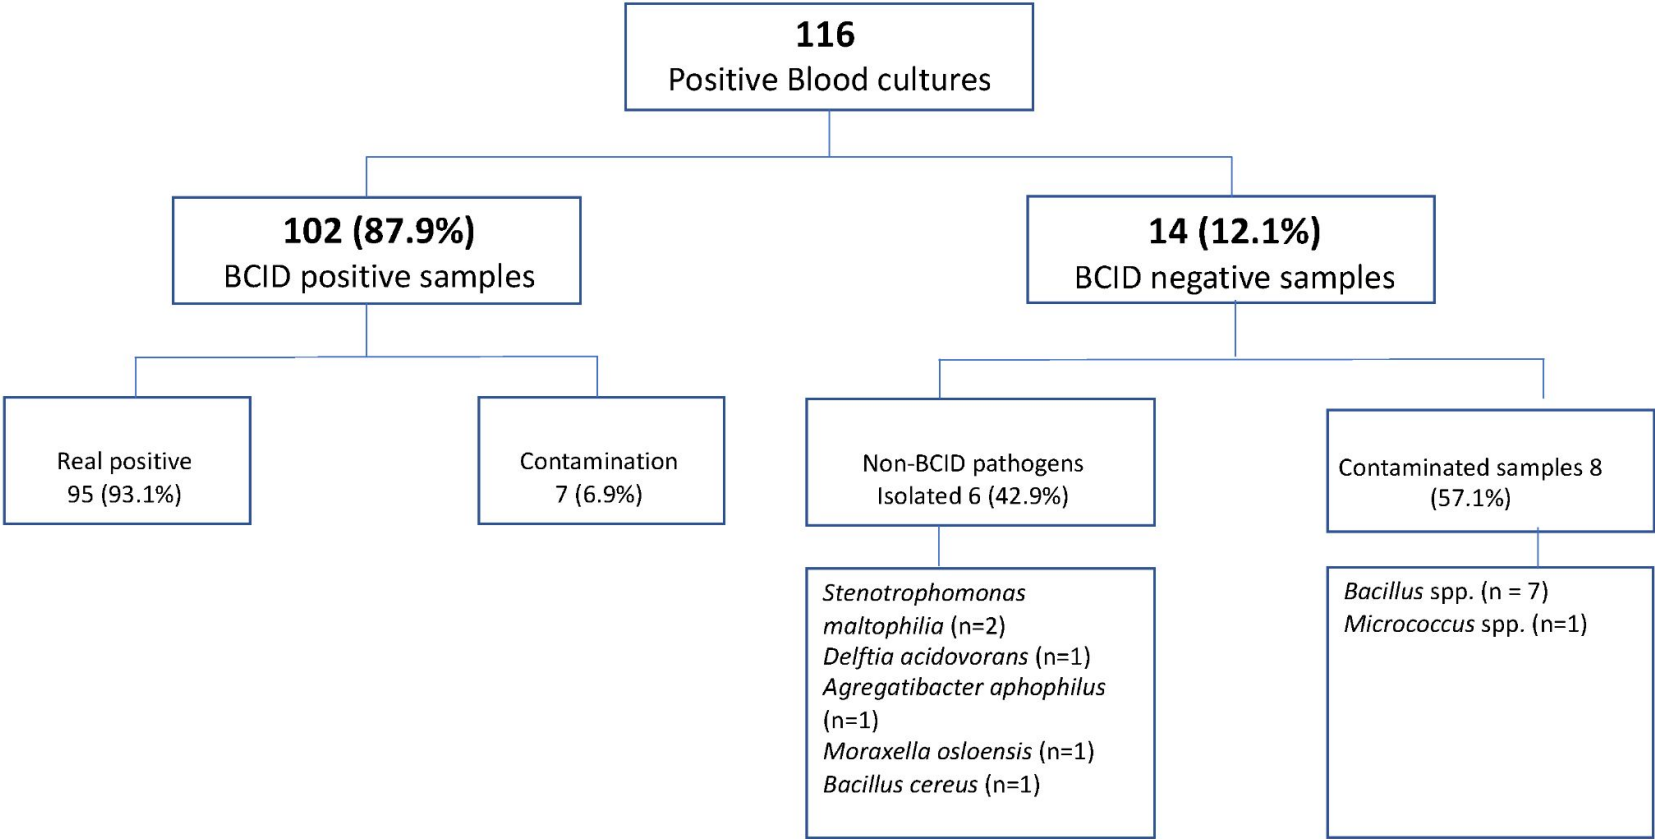 116
Positive Blood cultures
102 (87.9%)
BCID positive samples
14 (12.1%)
BCID negative samples
Real positive
95 (93.1%)
Contamination
7 (6.9%)
Non-BCID pathogens
Isolated 6 (42.9%)
Contaminated samples 8
(57.1%)
Stenotrophomonas
maltophilia (n=2)
Delftia acidovorans (n=1)
Agregatibacter aphophilus
(n=1)
Moraxella osloensis (n=1)
Bacillus cereus (n=1)
Bacillus spp. (n = 7)
Micrococcus spp. (n=1)